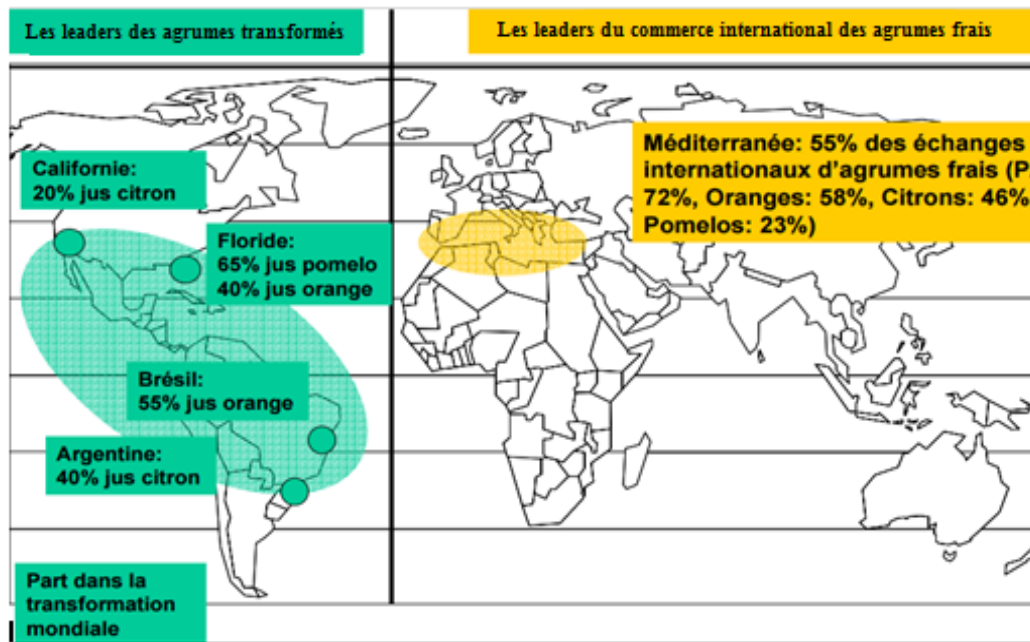 Les leaders des agrumes transformés
Les leaders du commerce international des agrumes frais
Méditerranée: 55% des échanges
internationaux d'agrumes frais
72%, Oranges: 58%, Citrons: 46%
Pomelos: 23%)
Californie:
20% jus citron
Floride:
65% jus pomelo
40% jus orange
Brésil:
55% jus orange
Argentine:
40% jus citron
Part dans la
transformation
mondiale